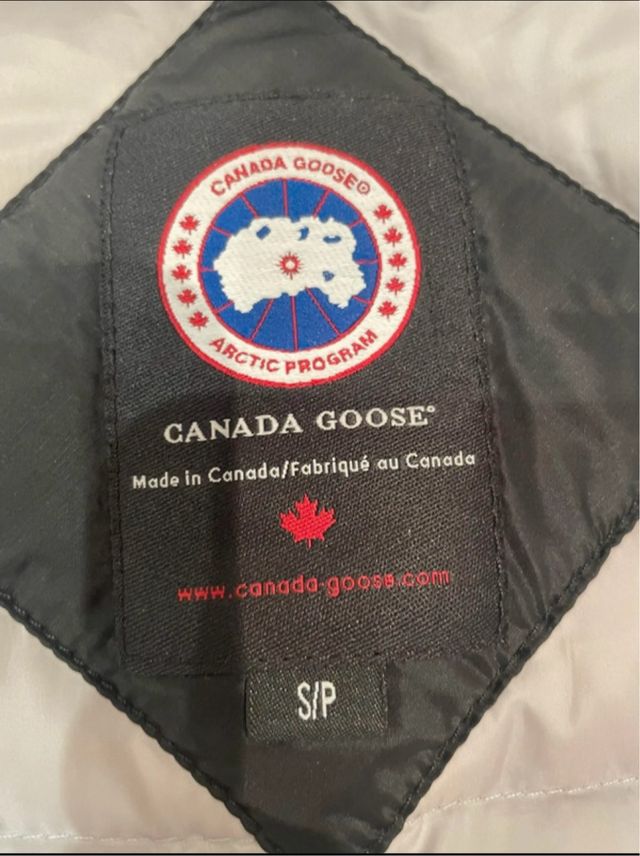 CANADA GOOSE®
ARCTIC PROGRAM
CANADA GOOSE®
Made in Canada/Fabriqué au Canada
www.canada-goose.com
S/P